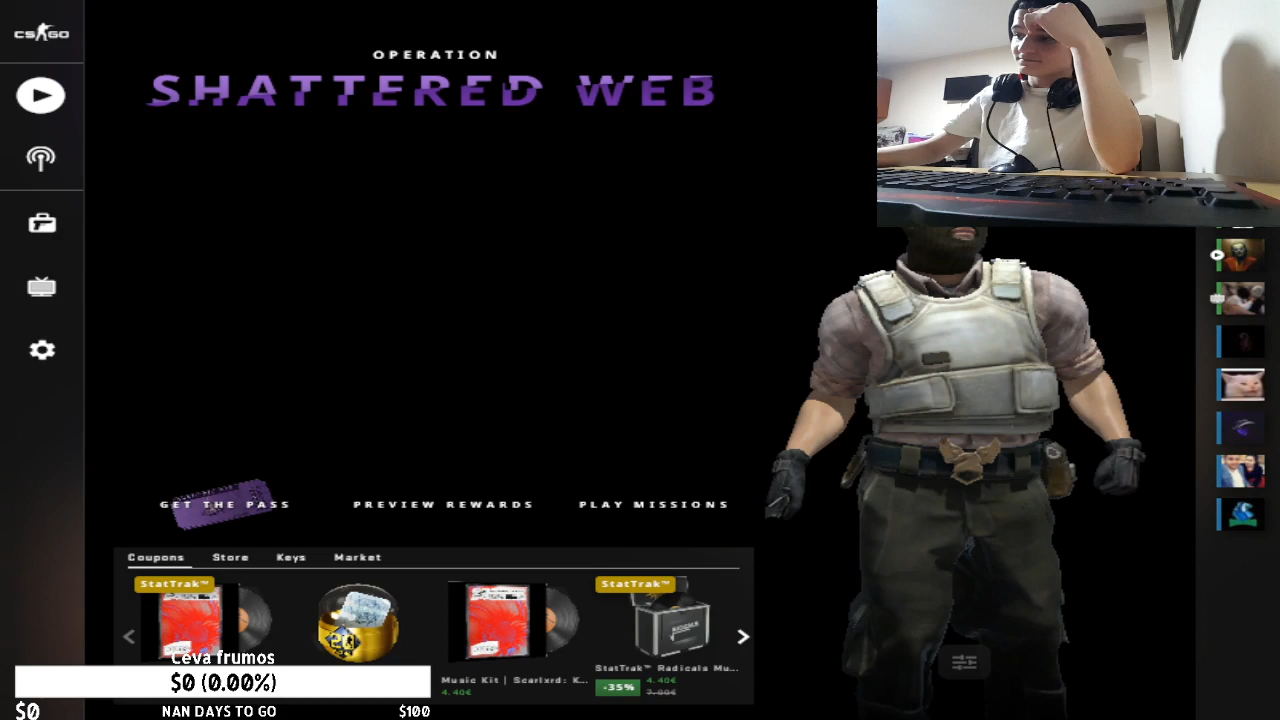 CS GO
OPERATION
SHATTERED WEB
GET THE PASS
PREVIEW REWARDS
PLAY MISSIONS
Coupons Store Keys Market
StatTrak™
StatTrak™
StatTrak™ Radicals Mu...
Music Kit | Scarlxrd: K...
4.40€
-35%
4.40€
7.00€
Ceva frumos
$0 (0.00%)
$0
NAN DAYS TO GO
$100